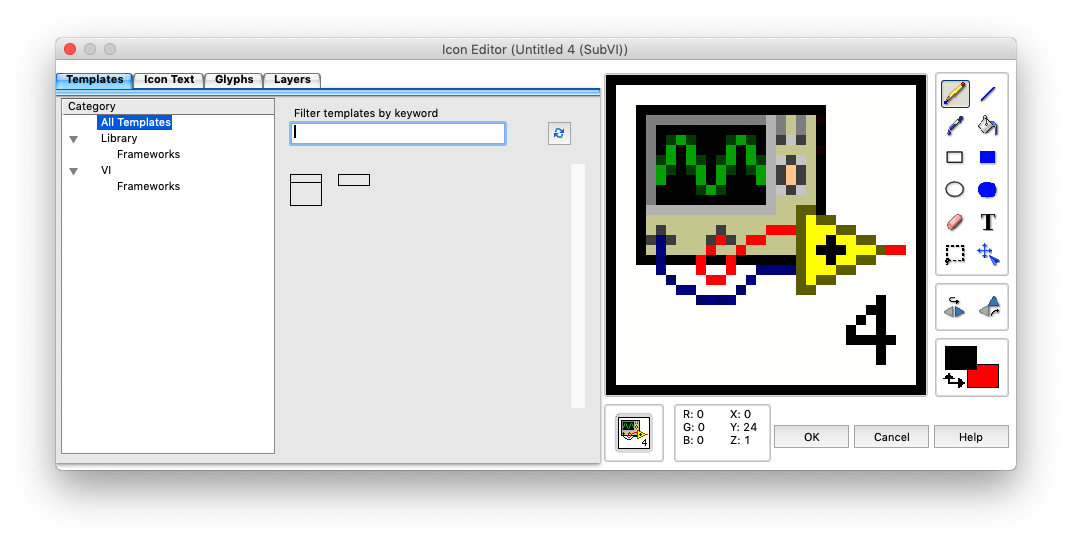 Icon Editor (Untitled 4 (SubVI))
Templates Icon Text Glyphs Layers
Category
All Templates
Library
Frameworks
VI
Frameworks
Filter templates by keyword
4
T
4
R: 0 X: 0
G: 0 Y: 24
B: 0 Z: 1
OK Cancel Help